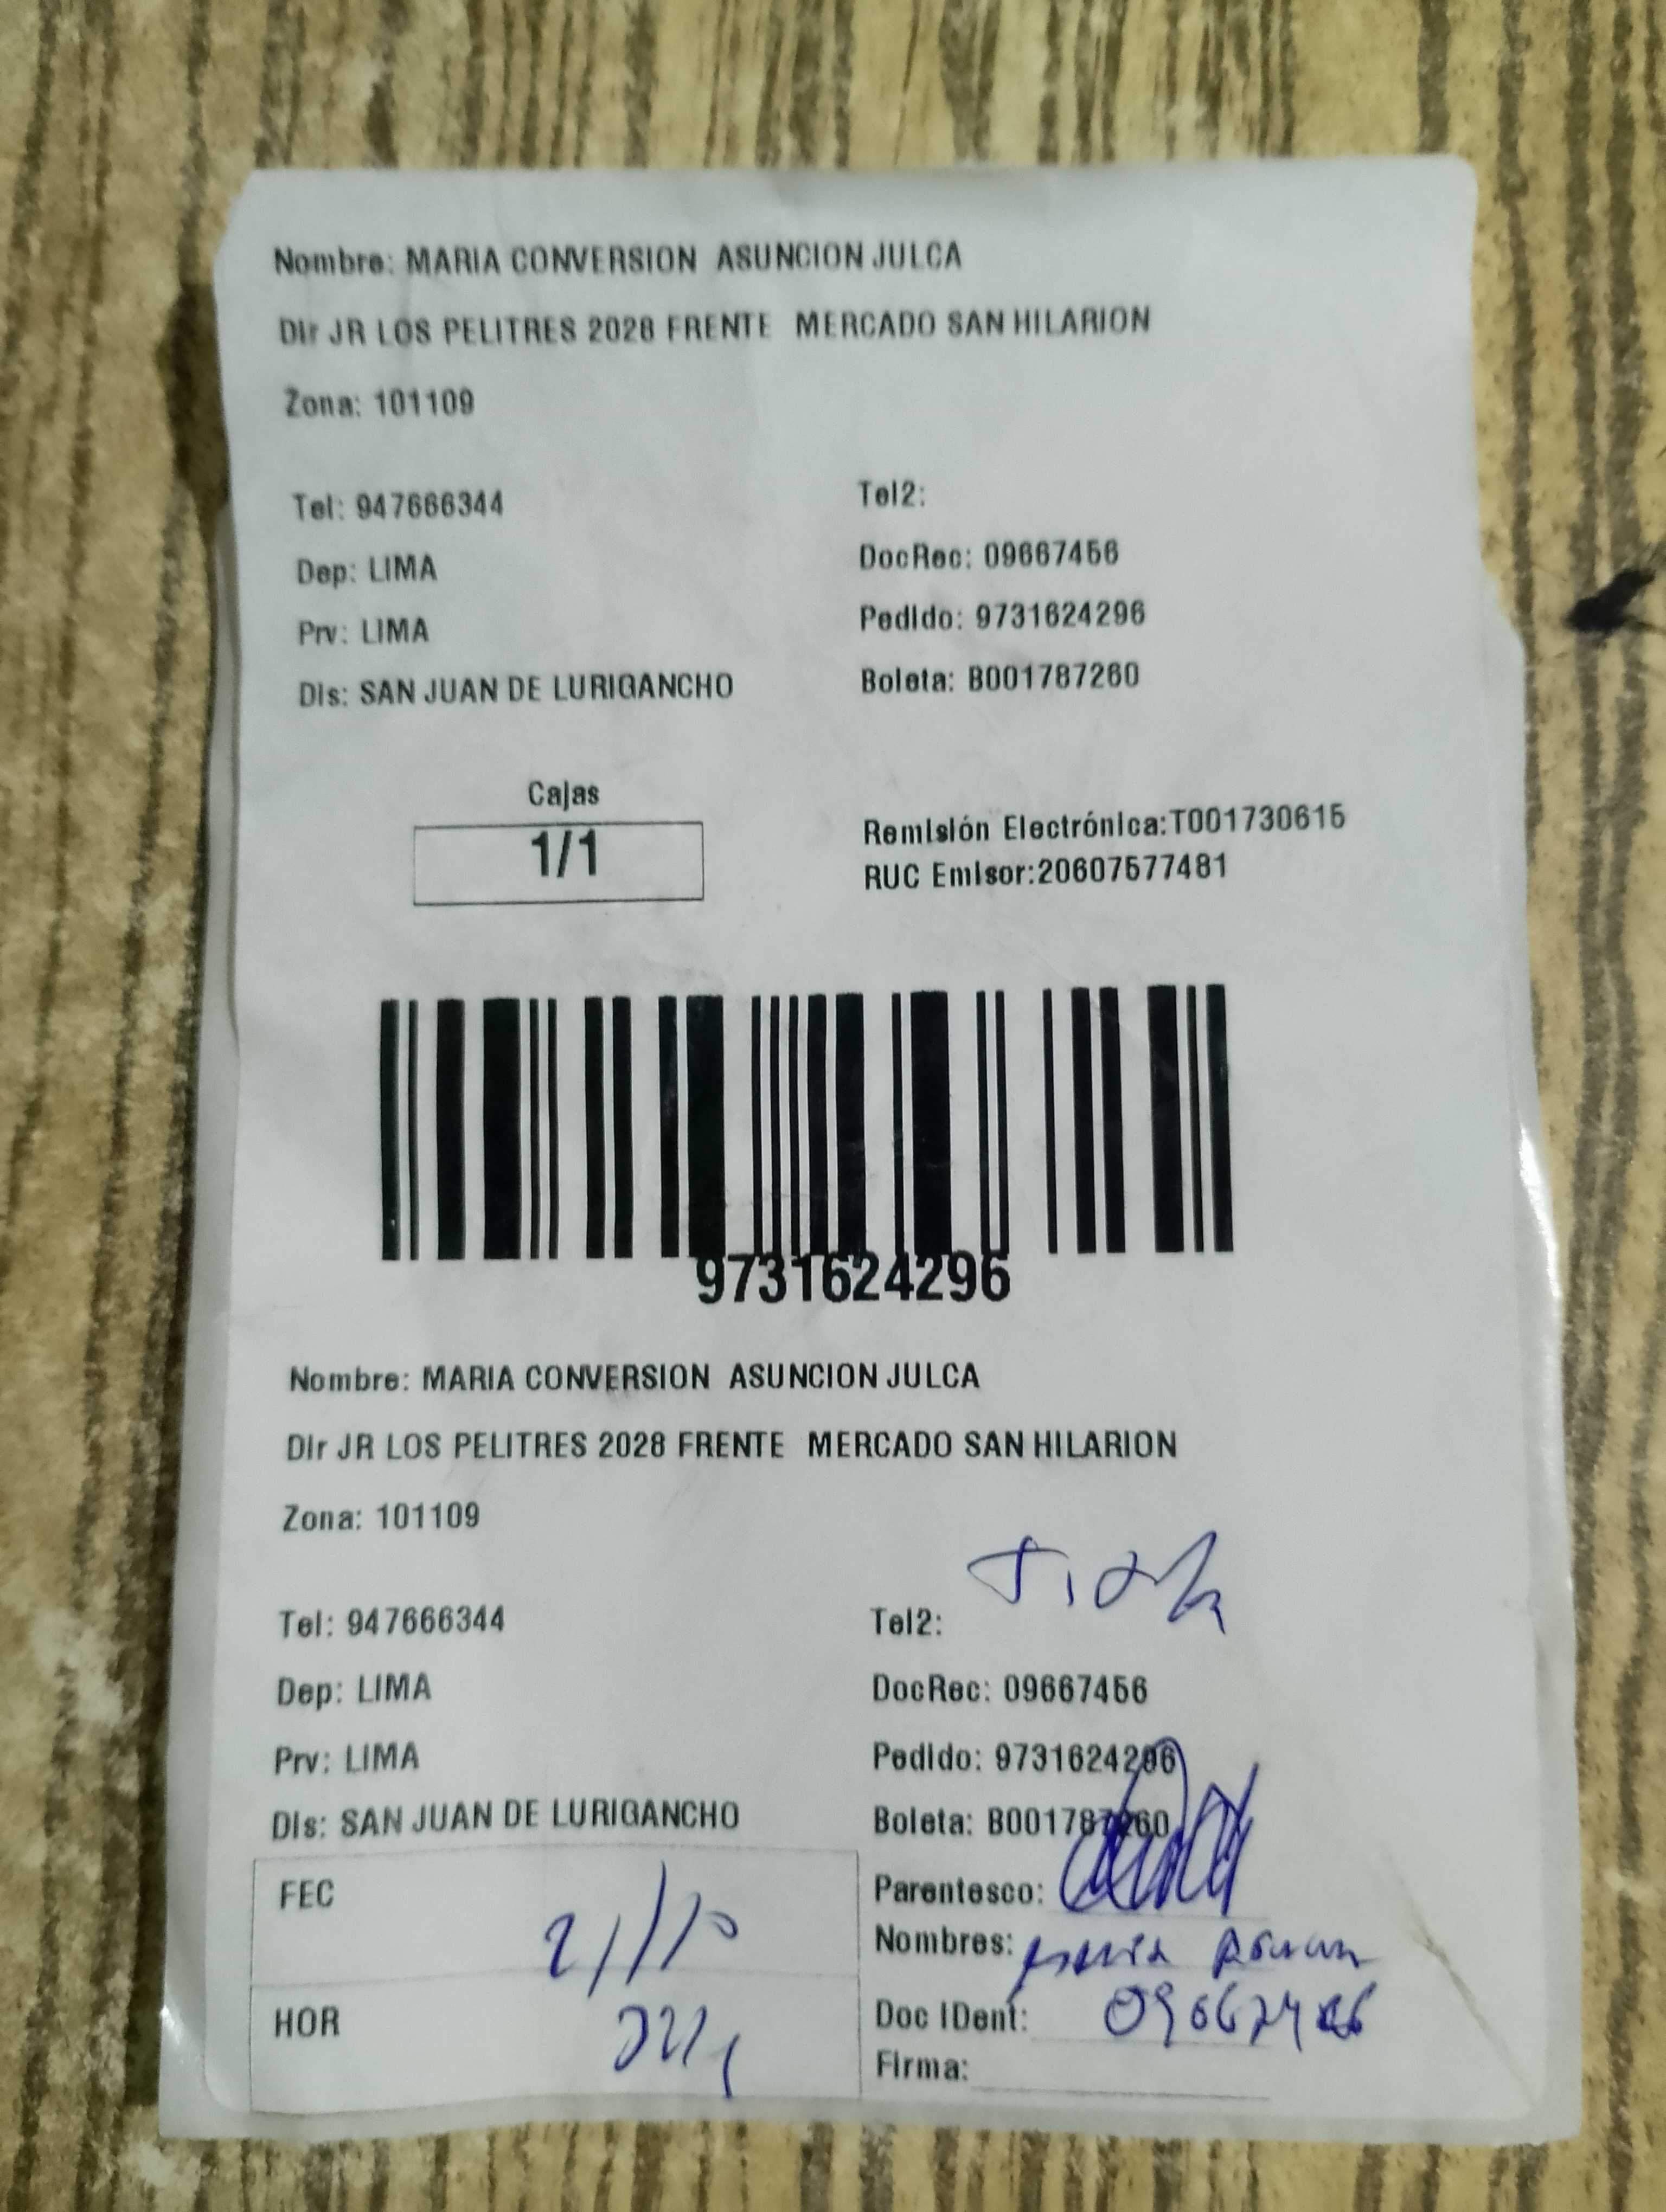 Nombre: MARIA CONVERSION ASUNCION JULCA
Dir JR LOS PELITRES 2028 FRENTE MERCADO SAN HILARION
Zona: 101109
Tel: 947666344
Tel2:
Dep: LIMA
DocRec: 09667456
Prv: LIMA
Pedido: 9731624296
Dis: SAN JUAN DE LURIGANCHO
Boleta: B001787260
Cajas
1/1
Remisión Electrónica:T001730615
RUC Emisor:20607577481
9731624296
Nombre: MARIA CONVERSION ASUNCION JULCA
Dir JR LOS PELITRES 2028 FRENTE MERCADO SAN HILARION
Zona: 101109
Tel: 947666344
Tel2:
Dep: LIMA
DocRec: 09667456
Prv: LIMA
Pedido: 9731624296
Dis: SAN JUAN DE LURIGANCHO
Boleta: B001787260
FEC 21/10
Parentesco:
Nombres:
HOR
Doc IDent:
Firma: